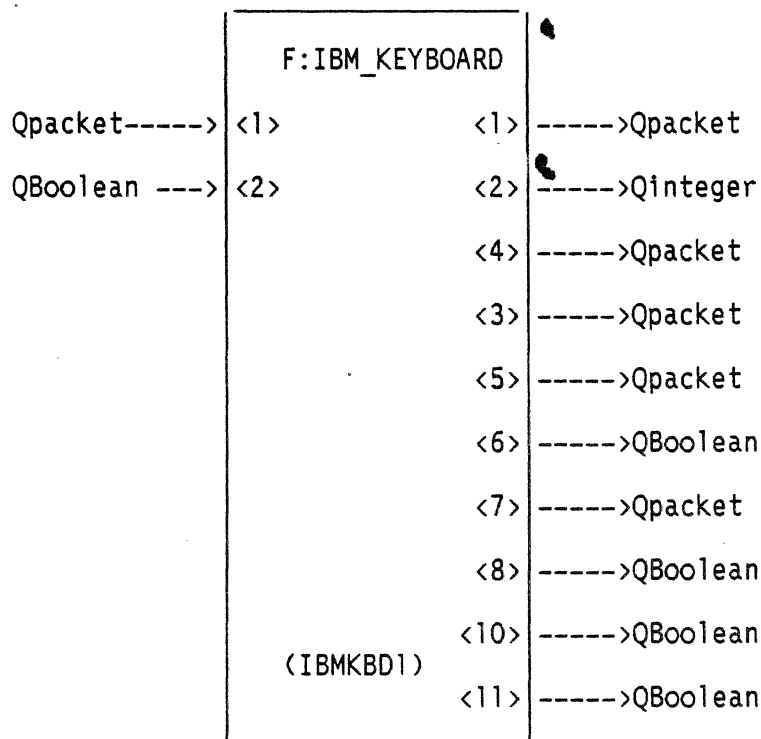 F:IBM_KEYBOARD
Qpacket-----> <1> <1> ----->Qpacket
QBoolean ---> <2> <2> ----->Qinteger
<4> ----->Qpacket
<3> ----->Qpacket
<5> ----->Qpacket
<6> ----->QBoolean
<7> ----->Qpacket
<8> ----->QBoolean
<10> ----->QBoolean
(IBMKBD1)
<11> ----->QBoolean